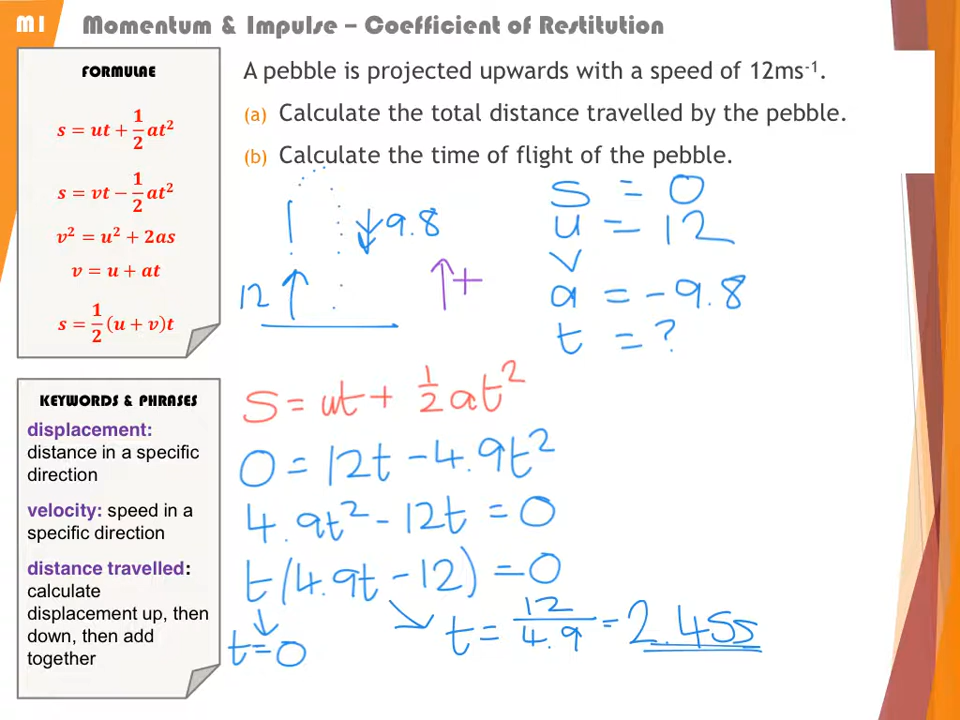 M1 Momentum & Impulse – Coefficient of Restitution
FORMULAE
s = ut + 1/2 at²
s = vt − 1/2 at²
v² = u² + 2as
v = u + at
s = 1/2 (u + v)t
KEYWORDS & PHRASES
displacement:
distance in a specific
direction
velocity: speed in a
specific direction
distance travelled:
calculate
displacement up, then
down, then add
together
A pebble is projected upwards with a speed of 12ms⁻¹.
(a) Calculate the total distance travelled by the pebble.
(b) Calculate the time of flight of the pebble.
9.8
12
+
s = 0
u = 12
v
a = -9.8
t = ?
s = ut + 1/2 at²
0 = 12t - 4.9t²
4.9t² - 12t = 0
t(4.9t - 12) = 0
t = 0
t = 12/4.9 = 2.45s